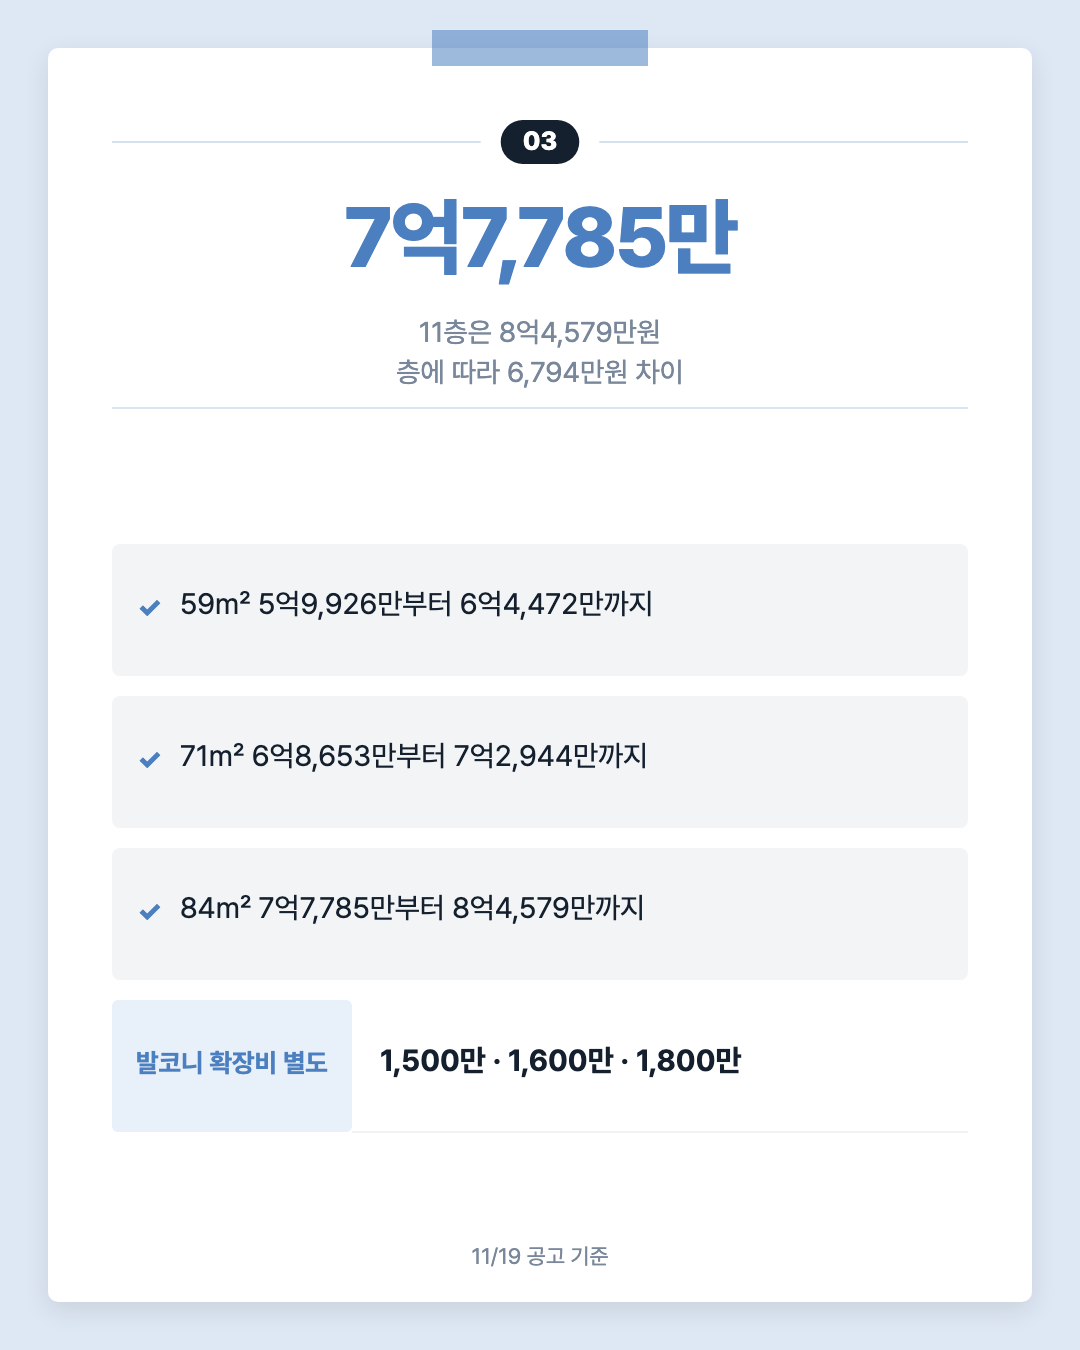 03
7억7,785만
11층은 8억4,579만원
층에 따라 6,794만원 차이
59m² 5억9,926만부터 6억4,472만까지
71m² 6억8,653만부터 7억2,944만까지
84m² 7억7,785만부터 8억4,579만까지
발코니 확장비 별도
1,500만 · 1,600만 · 1,800만
11/19 공고 기준